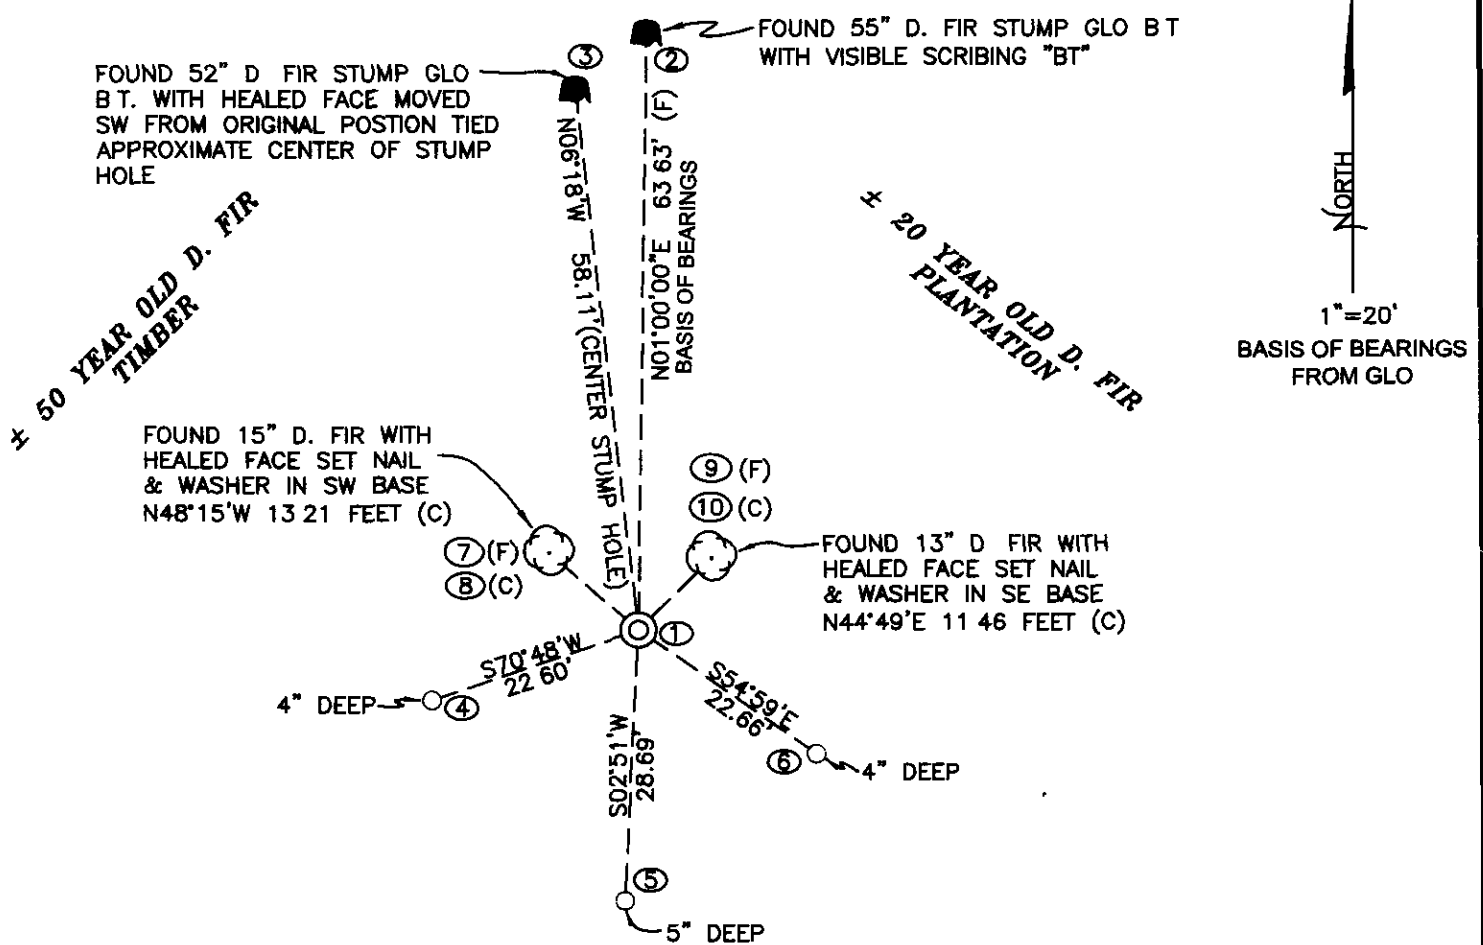 FOUND 55" D. FIR STUMP GLO B T
WITH VISIBLE SCRIBING "BT"
②
③
FOUND 52" D FIR STUMP GLO
B T. WITH HEALED FACE MOVED
SW FROM ORIGINAL POSTION TIED
APPROXIMATE CENTER OF STUMP
HOLE
N06°18'W 58.11'(CENTER STUMP HOLE)
N01°00'00"E 63 63' (F)
BASIS OF BEARINGS
NORTH
1"=20'
BASIS OF BEARINGS
FROM GLO
± 50 YEAR OLD D. FIR
TIMBER
± 20 YEAR OLD D. FIR
PLANTATION
FOUND 15" D. FIR WITH
HEALED FACE SET NAIL
& WASHER IN SW BASE
N48°15'W 13 21 FEET (C)
⑦(F)
⑧(C)
⑨(F)
⑩(C)
FOUND 13" D FIR WITH
HEALED FACE SET NAIL
& WASHER IN SE BASE
N44°49'E 11 46 FEET (C)
①
S70°48'W
22 60'
4" DEEP
④
S54°59'E
22.66'
⑥
4" DEEP
S02°51'W
28.69'
⑤
5" DEEP